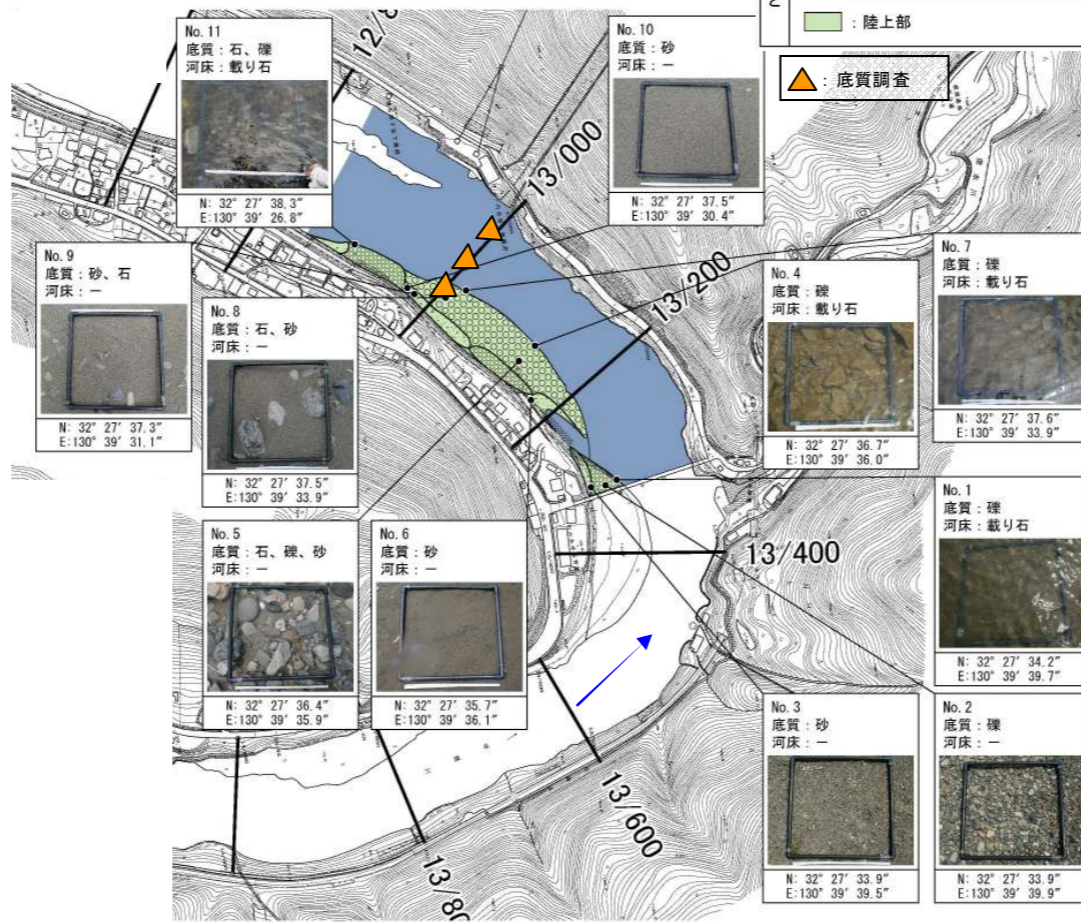 ：陸上部
：底質調査
No.11
底質：石、礫
河床：載り石
N: 32° 27′ 38.3″
E:130° 39′ 26.8″
No.10
底質：砂
河床：－
N: 32° 27′ 37.5″
E:130° 39′ 30.4″
No.9
底質：砂、石
河床：－
N: 32° 27′ 37.3″
E:130° 39′ 31.1″
No.8
底質：石、砂
河床：－
N: 32° 27′ 37.5″
E:130° 39′ 33.9″
No.4
底質：礫
河床：載り石
N: 32° 27′ 36.7″
E:130° 39′ 36.0″
No.7
底質：礫
河床：載り石
N: 32° 27′ 37.6″
E:130° 39′ 33.9″
No.5
底質：石、礫、砂
河床：－
N: 32° 27′ 36.4″
E:130° 39′ 35.9″
No.6
底質：砂
河床：－
N: 32° 27′ 35.7″
E:130° 39′ 36.1″
No.1
底質：礫
河床：載り石
N: 32° 27′ 34.2″
E:130° 39′ 39.7″
No.3
底質：砂
河床：－
N: 32° 27′ 33.9″
E:130° 39′ 39.5″
No.2
底質：礫
河床：－
N: 32° 27′ 33.9″
E:130° 39′ 39.9″
12/8
13/000
13/200
13/400
13/600
13/80